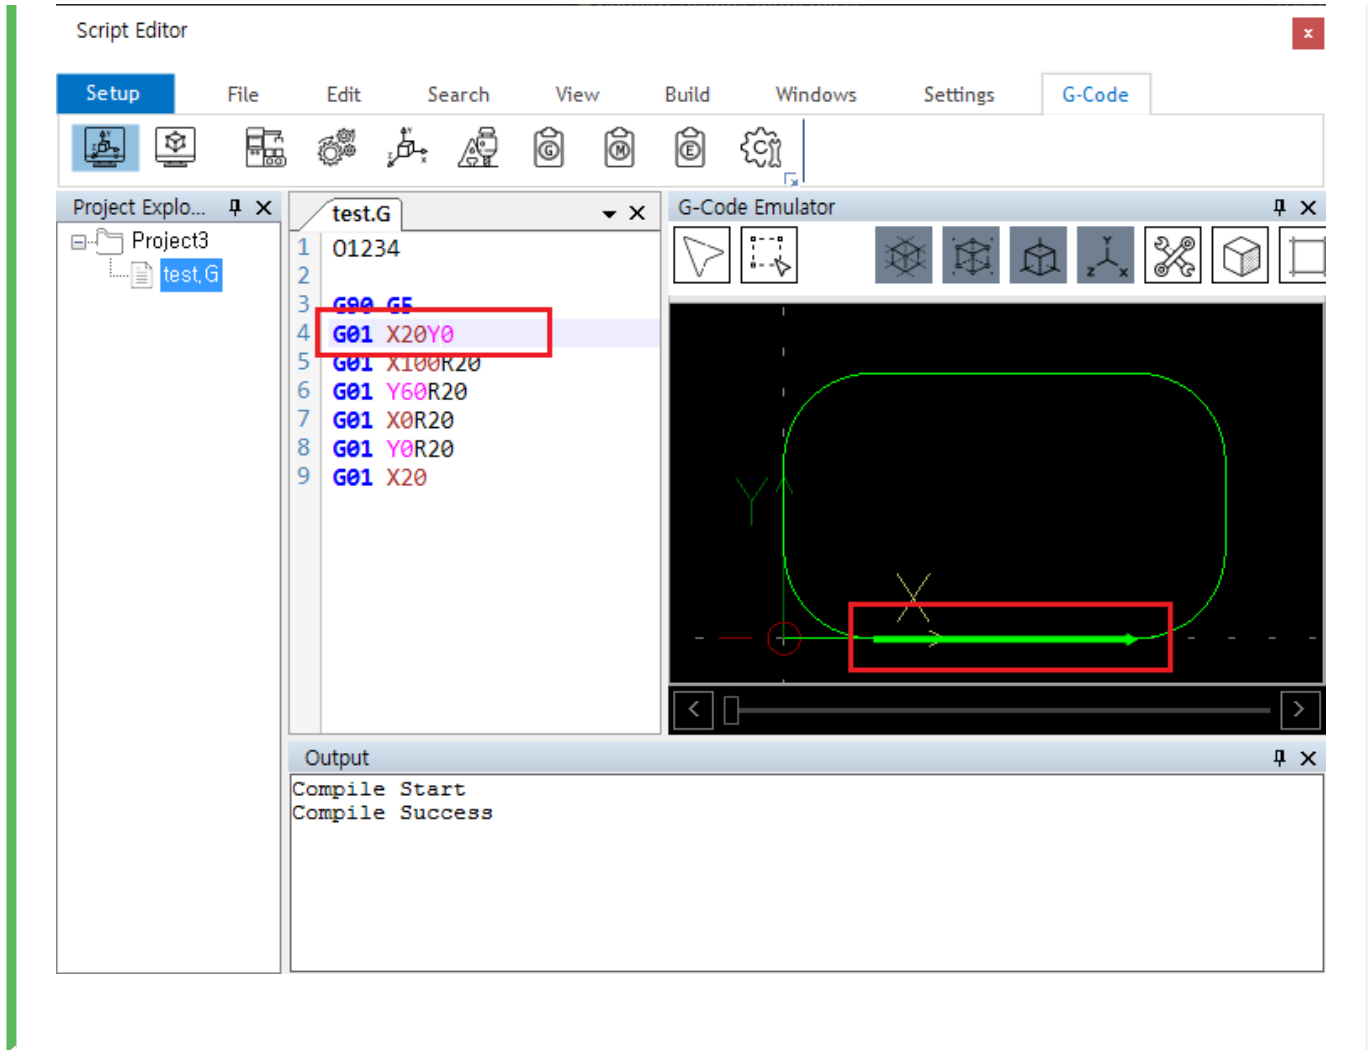 Script Editor
x
Setup File Edit Search View Build Windows Settings G-Code
Project Explo...
test.G
G-Code Emulator
Project3
test,G
1 O1234
2
3 G90 G5
4 G01 X20Y0
5 G01 X100R20
6 G01 Y60R20
7 G01 X0R20
8 G01 Y0R20
9 G01 X20
Y
X
Output
Compile Start
Compile Success